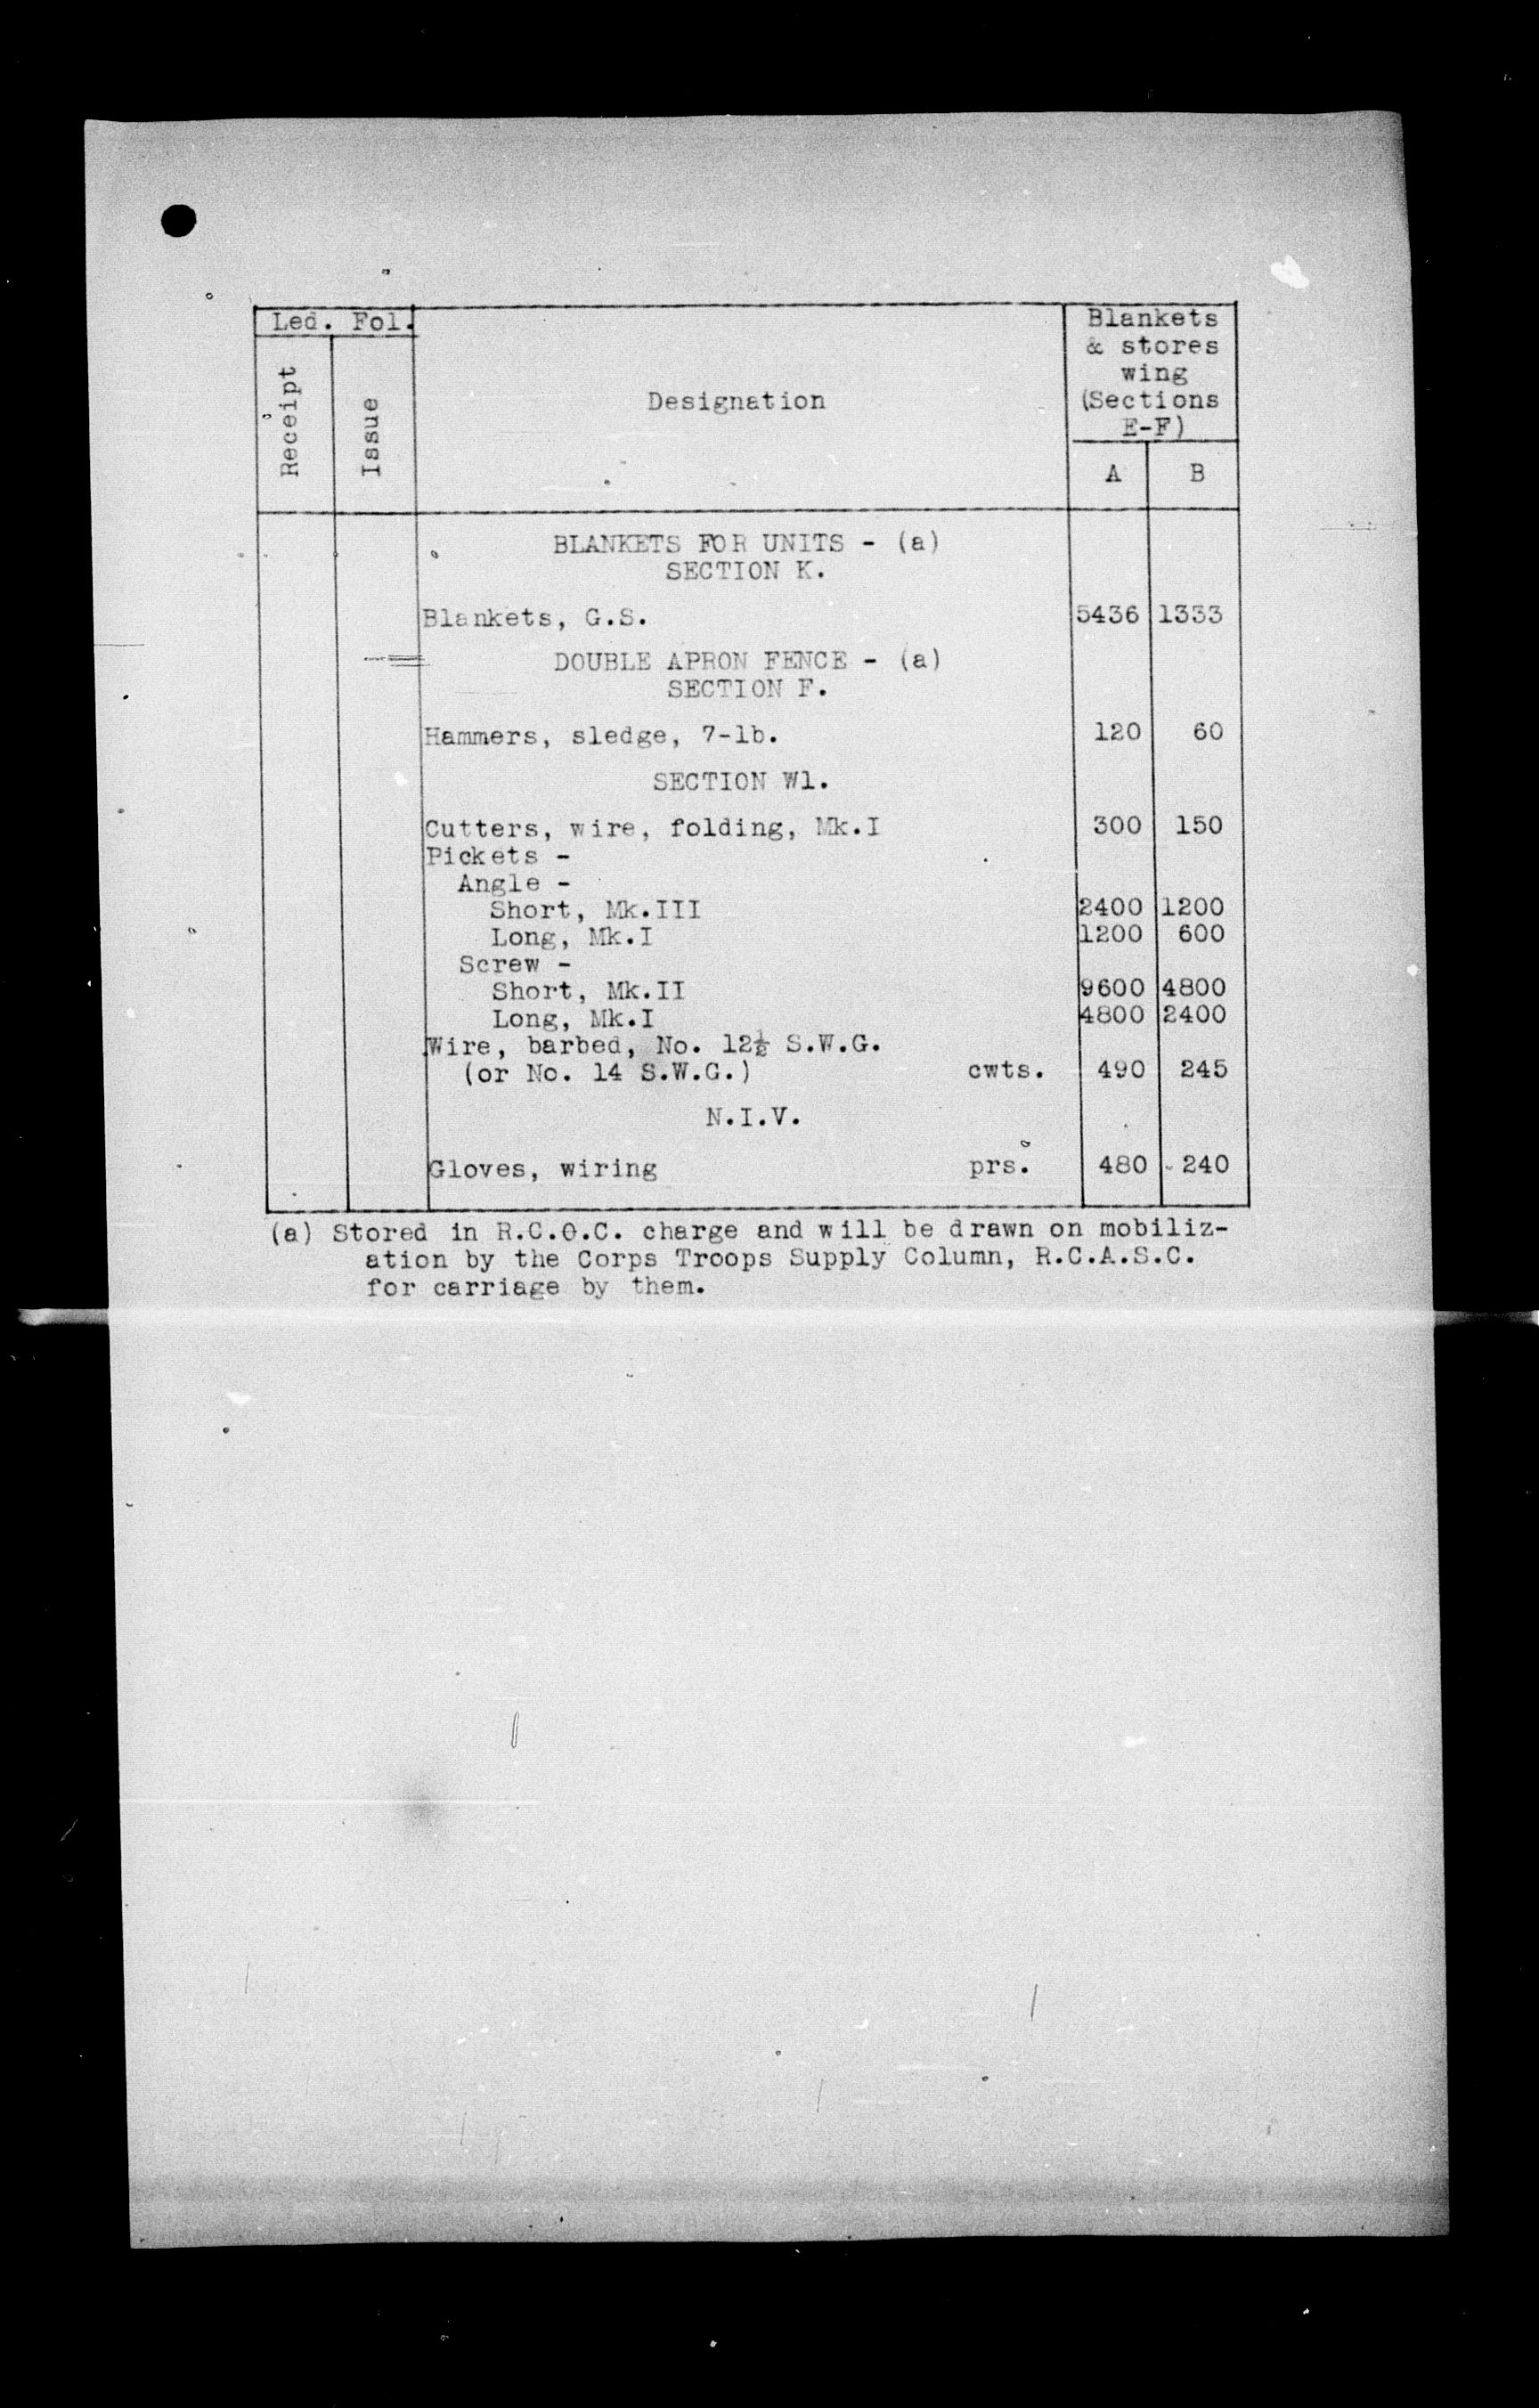 Led. Fol.
Receipt
Issue
Designation
Blankets
& stores
wing
(Sections
E-F)
A B
BLANKETS FOR UNITS - (a)
SECTION K.
Blankets, G.S. 5436 1333
DOUBLE APRON FENCE - (a)
SECTION F.
Hammers, sledge, 7-lb. 120 60
SECTION W1.
Cutters, wire, folding, Mk.I 300 150
Pickets -
Angle -
Short, Mk.III 2400 1200
Long, Mk.I 1200 600
Screw -
Short, Mk.II 9600 4800
Long, Mk.I 4800 2400
Wire, barbed, No. 12½ S.W.G.
(or No. 14 S.W.G.) cwts. 490 245
N.I.V.
Gloves, wiring prs. 480 240
(a) Stored in R.C.O.C. charge and will be drawn on mobiliz-
ation by the Corps Troops Supply Column, R.C.A.S.C.
for carriage by them.